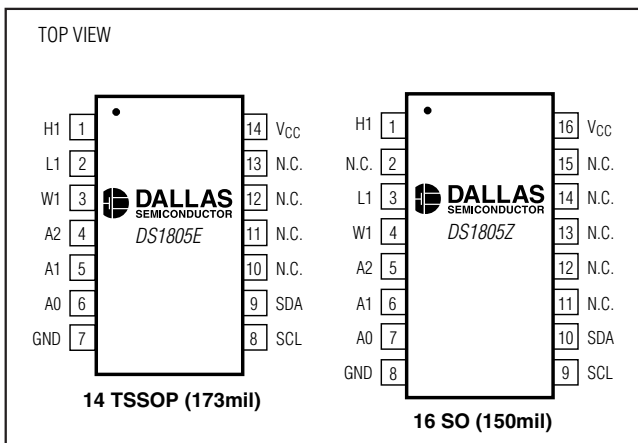 TOP VIEW
H1 1 14 VCC
L1 2 13 N.C.
W1 3 12 N.C.
A2 4 11 N.C.
A1 5 10 N.C.
A0 6 9 SDA
GND 7 8 SCL
DALLAS
SEMICONDUCTOR
DS1805E
14 TSSOP (173mil)
H1 1 16 VCC
N.C. 2 15 N.C.
L1 3 14 N.C.
W1 4 13 N.C.
A2 5 12 N.C.
A1 6 11 N.C.
A0 7 10 SDA
GND 8 9 SCL
DALLAS
SEMICONDUCTOR
DS1805Z
16 SO (150mil)